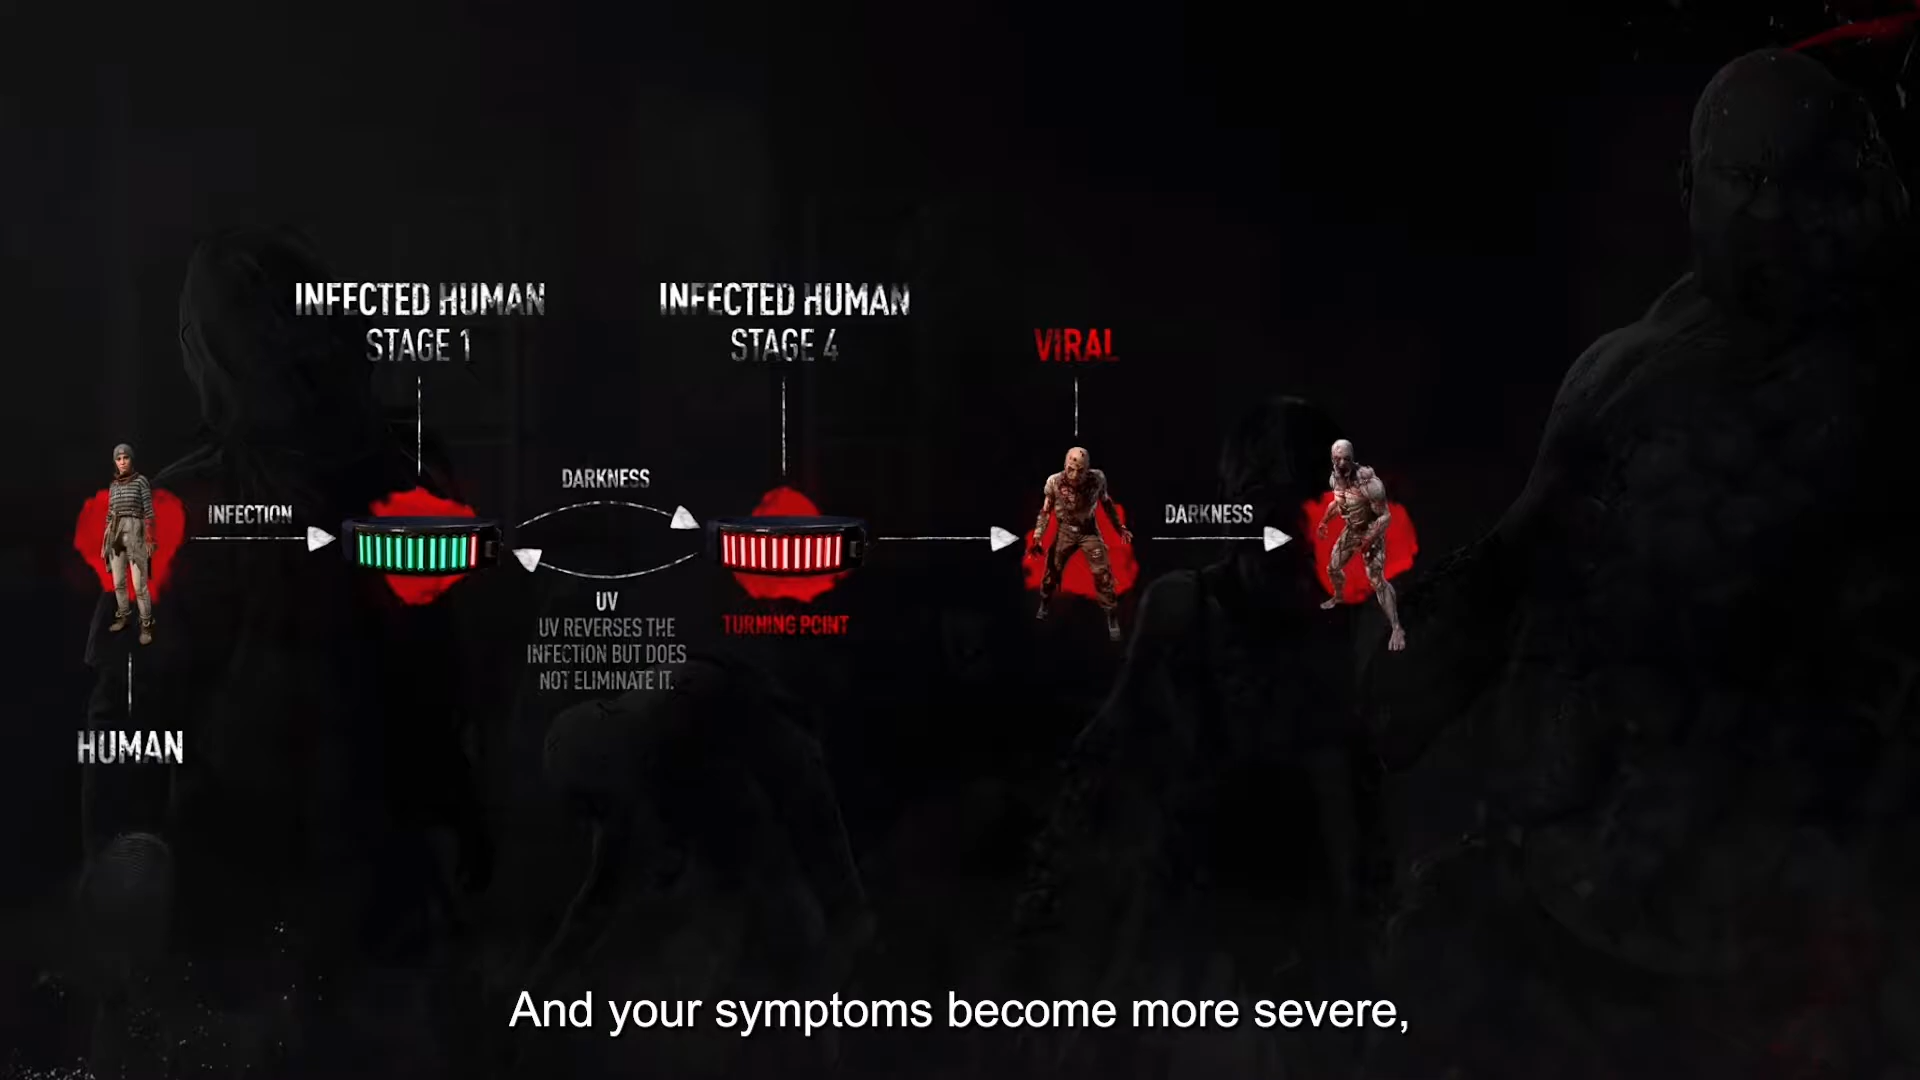 INFECTED HUMAN
STAGE 1
INFECTED HUMAN
STAGE 4
VIRAL
DARKNESS
INFECTION
DARKNESS
UV
UV REVERSES THE
INFECTION BUT DOES
NOT ELIMINATE IT.
TURNING POINT
HUMAN
And your symptoms become more severe,